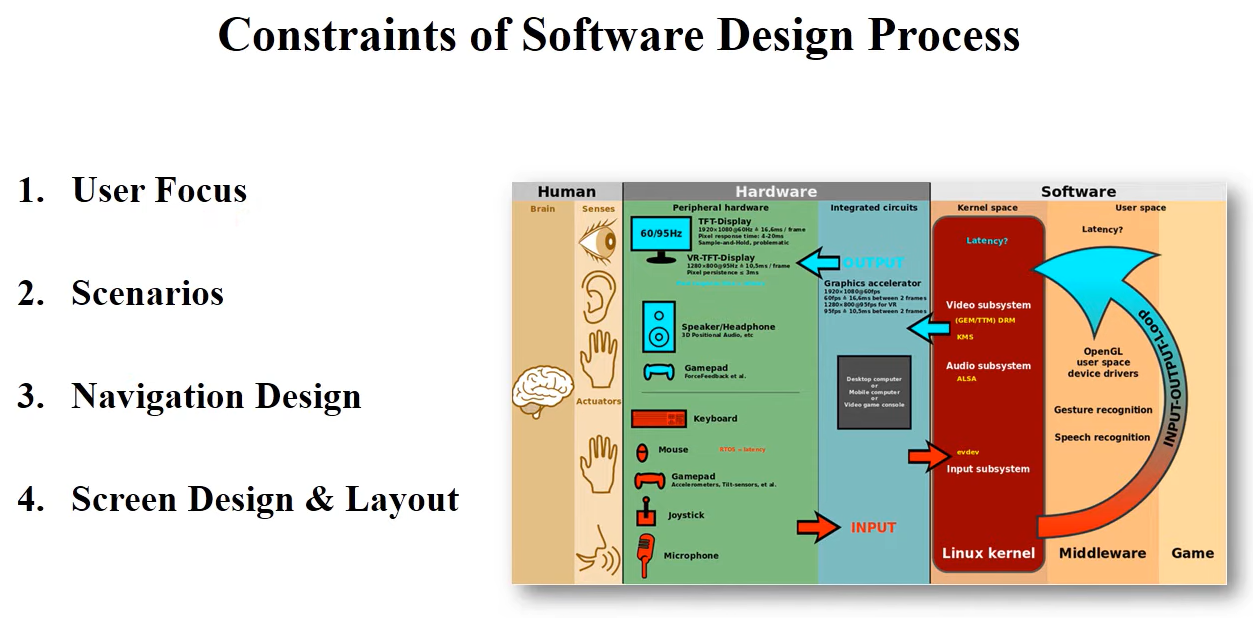 Constraints of Software Design Process
1. User Focus
2. Scenarios
3. Navigation Design
4. Screen Design & Layout
Human
Hardware
Software
Brain
Senses
Peripheral hardware
Integrated circuits
Kernel space
User space
60/95Hz
TFT-Display
1920×1080@60Hz ≙ 16,6ms / frame
Pixel response time: 4-20ms
Sample-and-Hold, problematic
VR-TFT-Display
1280×800@95Hz ≙ 10,5ms / frame
Pixel persistence ≤ 3ms
OUTPUT
Graphics accelerator
1920×1080@60fps
60fps ≙ 16,6ms between 2 frames
1280×800@95fps for VR
95fps ≙ 10,5ms between 2 frames
Latency?
Latency?
Speaker/Headphone
3D Positional Audio, etc
Gamepad
ForceFeedback et al.
Video subsystem
(GEM/TTM) DRM
KMS
Audio subsystem
ALSA
OpenGL
user space
device drivers
Gesture recognition
Speech recognition
INPUT-OUTPUT-Loop
Desktop computer
or
Mobile computer
or
Video game console
Actuators
Keyboard
Mouse
RTOS – latency
Gamepad
Accelerometers, Tilt-sensors, et al.
Joystick
Microphone
INPUT
evdev
Input subsystem
Linux kernel
Middleware
Game